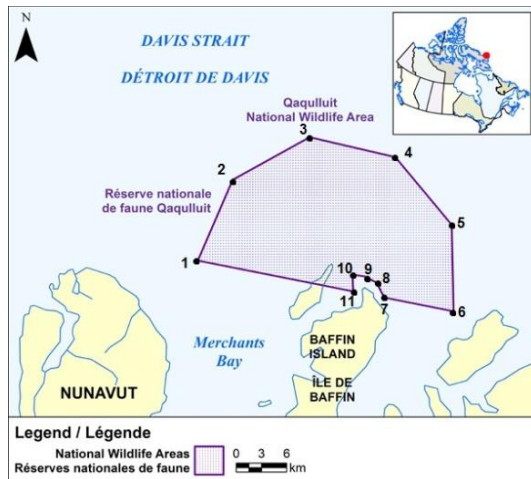 N
DAVIS STRAIT
DÉTROIT DE DAVIS
Qaqulluit
National Wildlife Area
3
4
2
Réserve nationale
de faune Qaqulluit
5
1
10
9
8
11
7
6
Merchants
Bay
BAFFIN
ISLAND
ÎLE DE
BAFFIN
NUNAVUT
Legend / Légende
National Wildlife Areas
Réserves nationales de faune
0 3 6
km